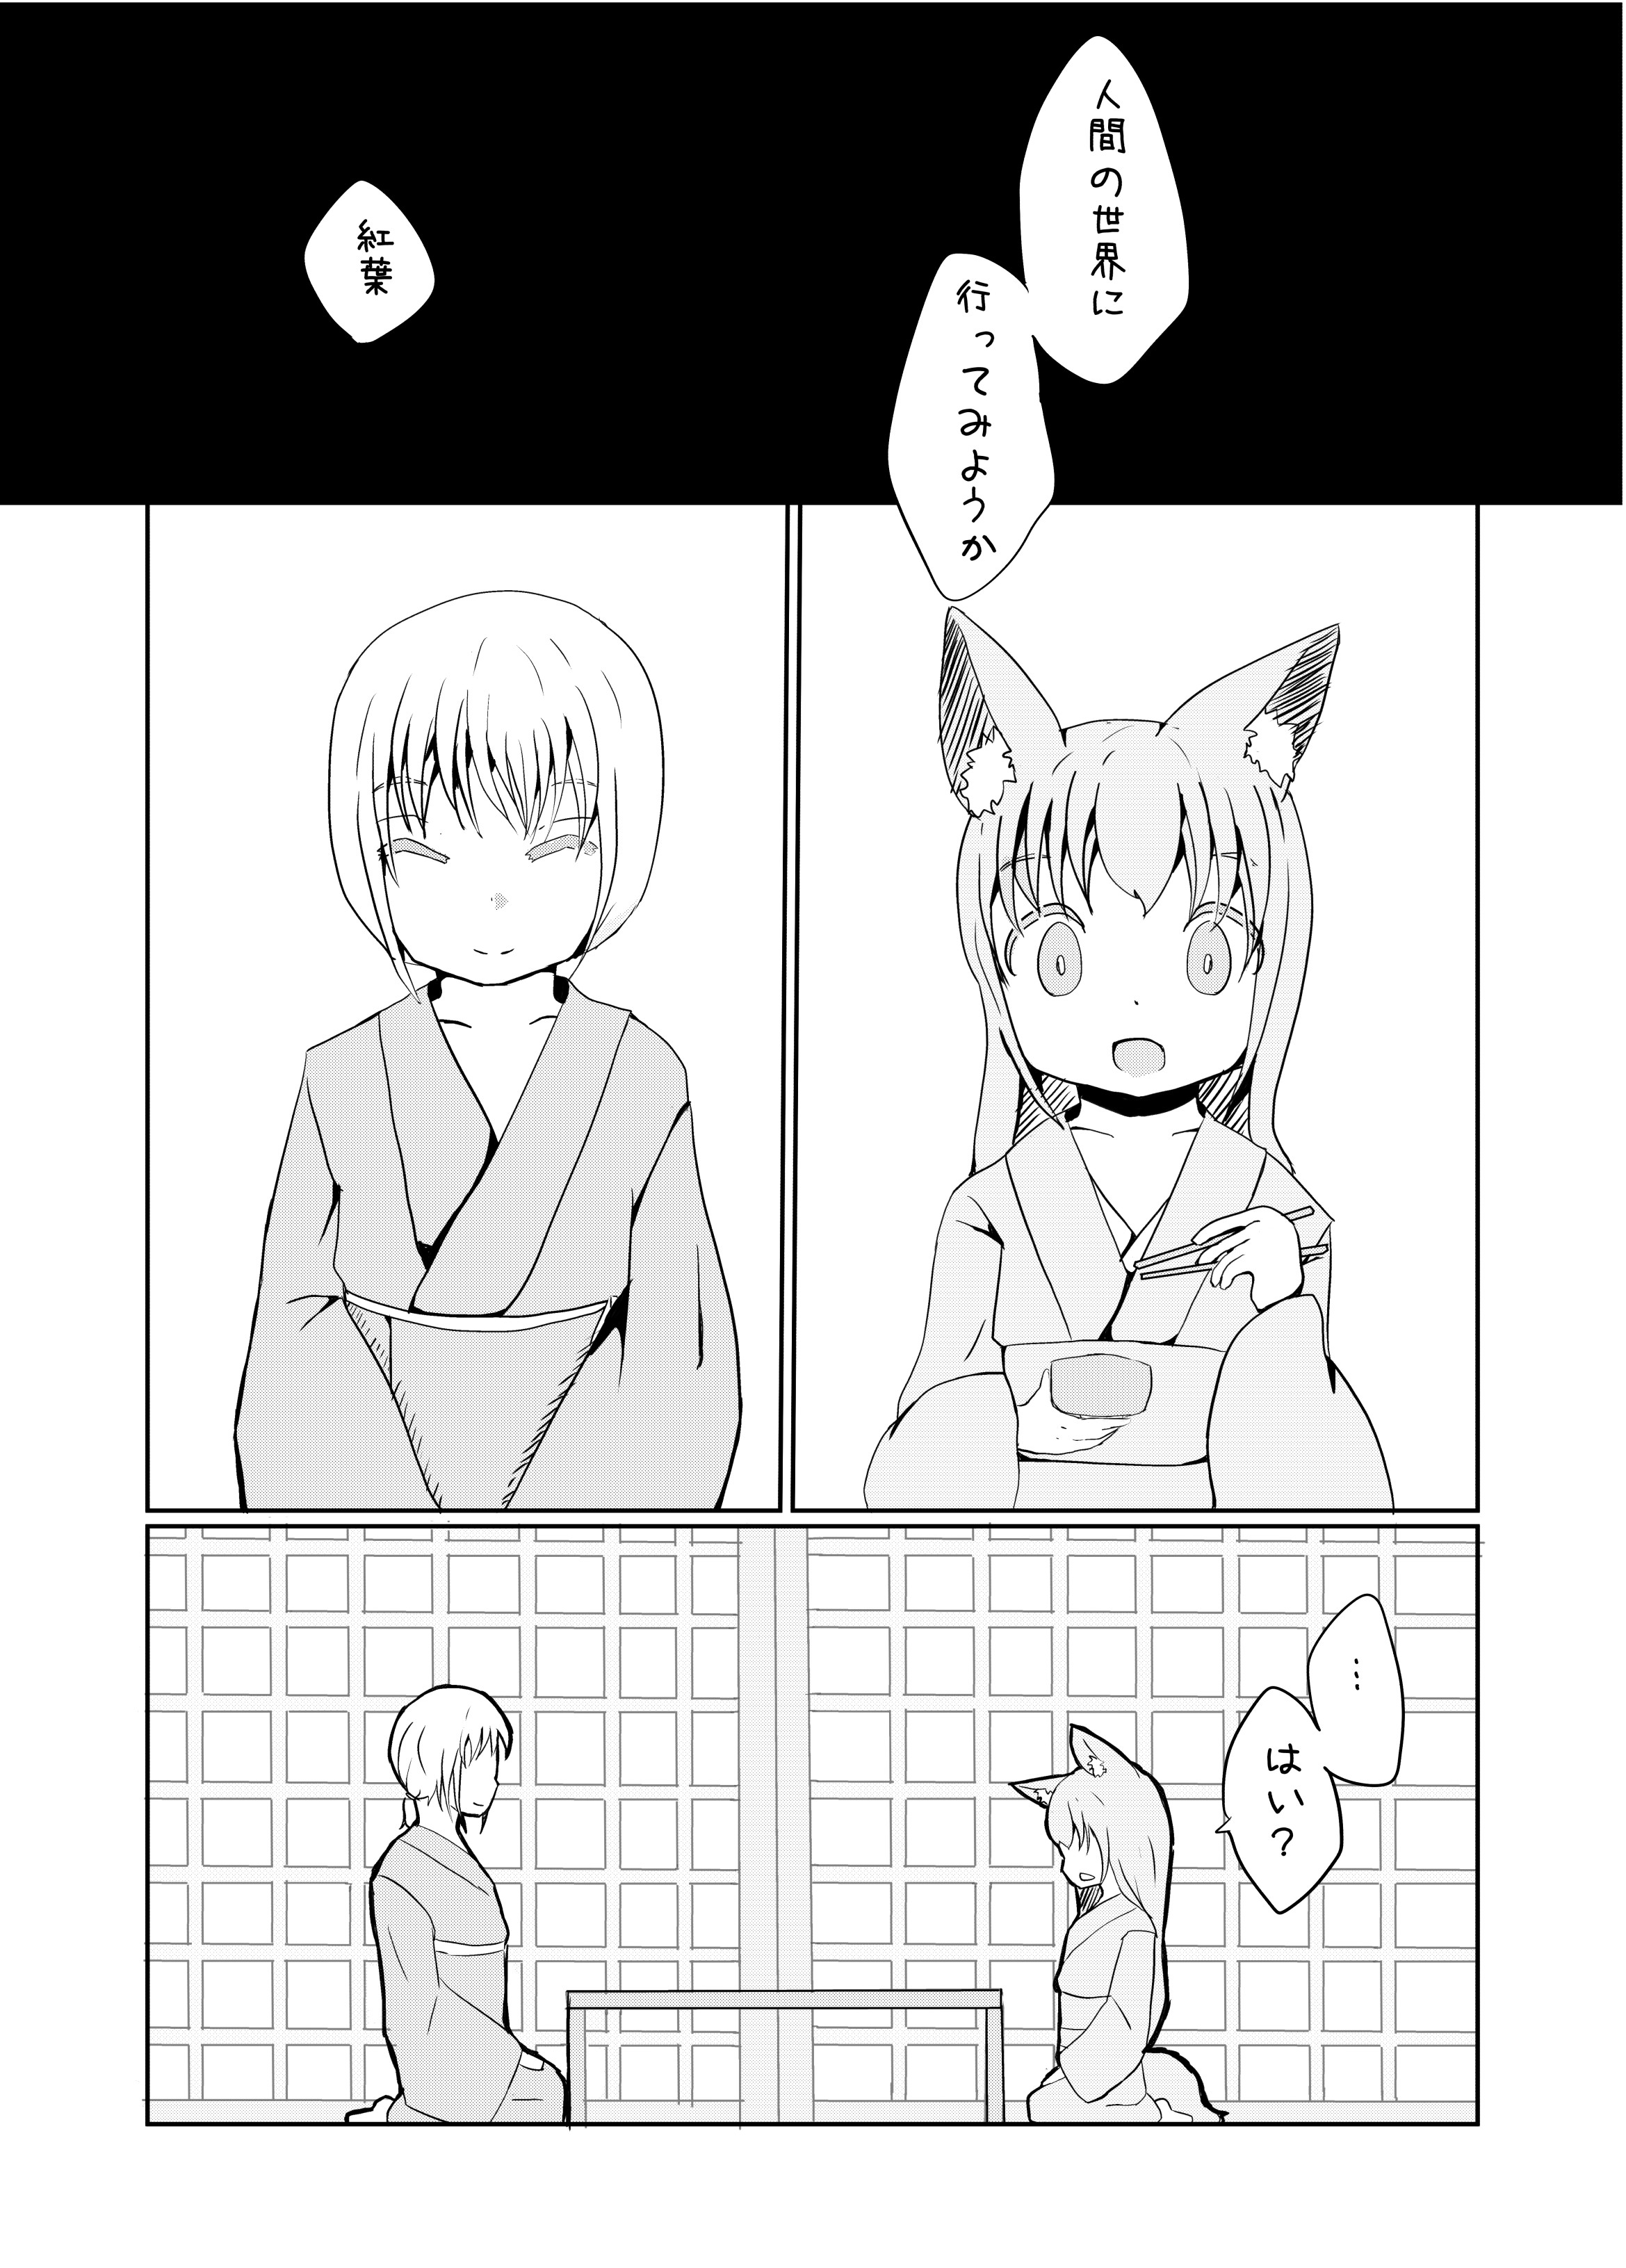 人間の世界に
行ってみようか
紅葉
…
はい？